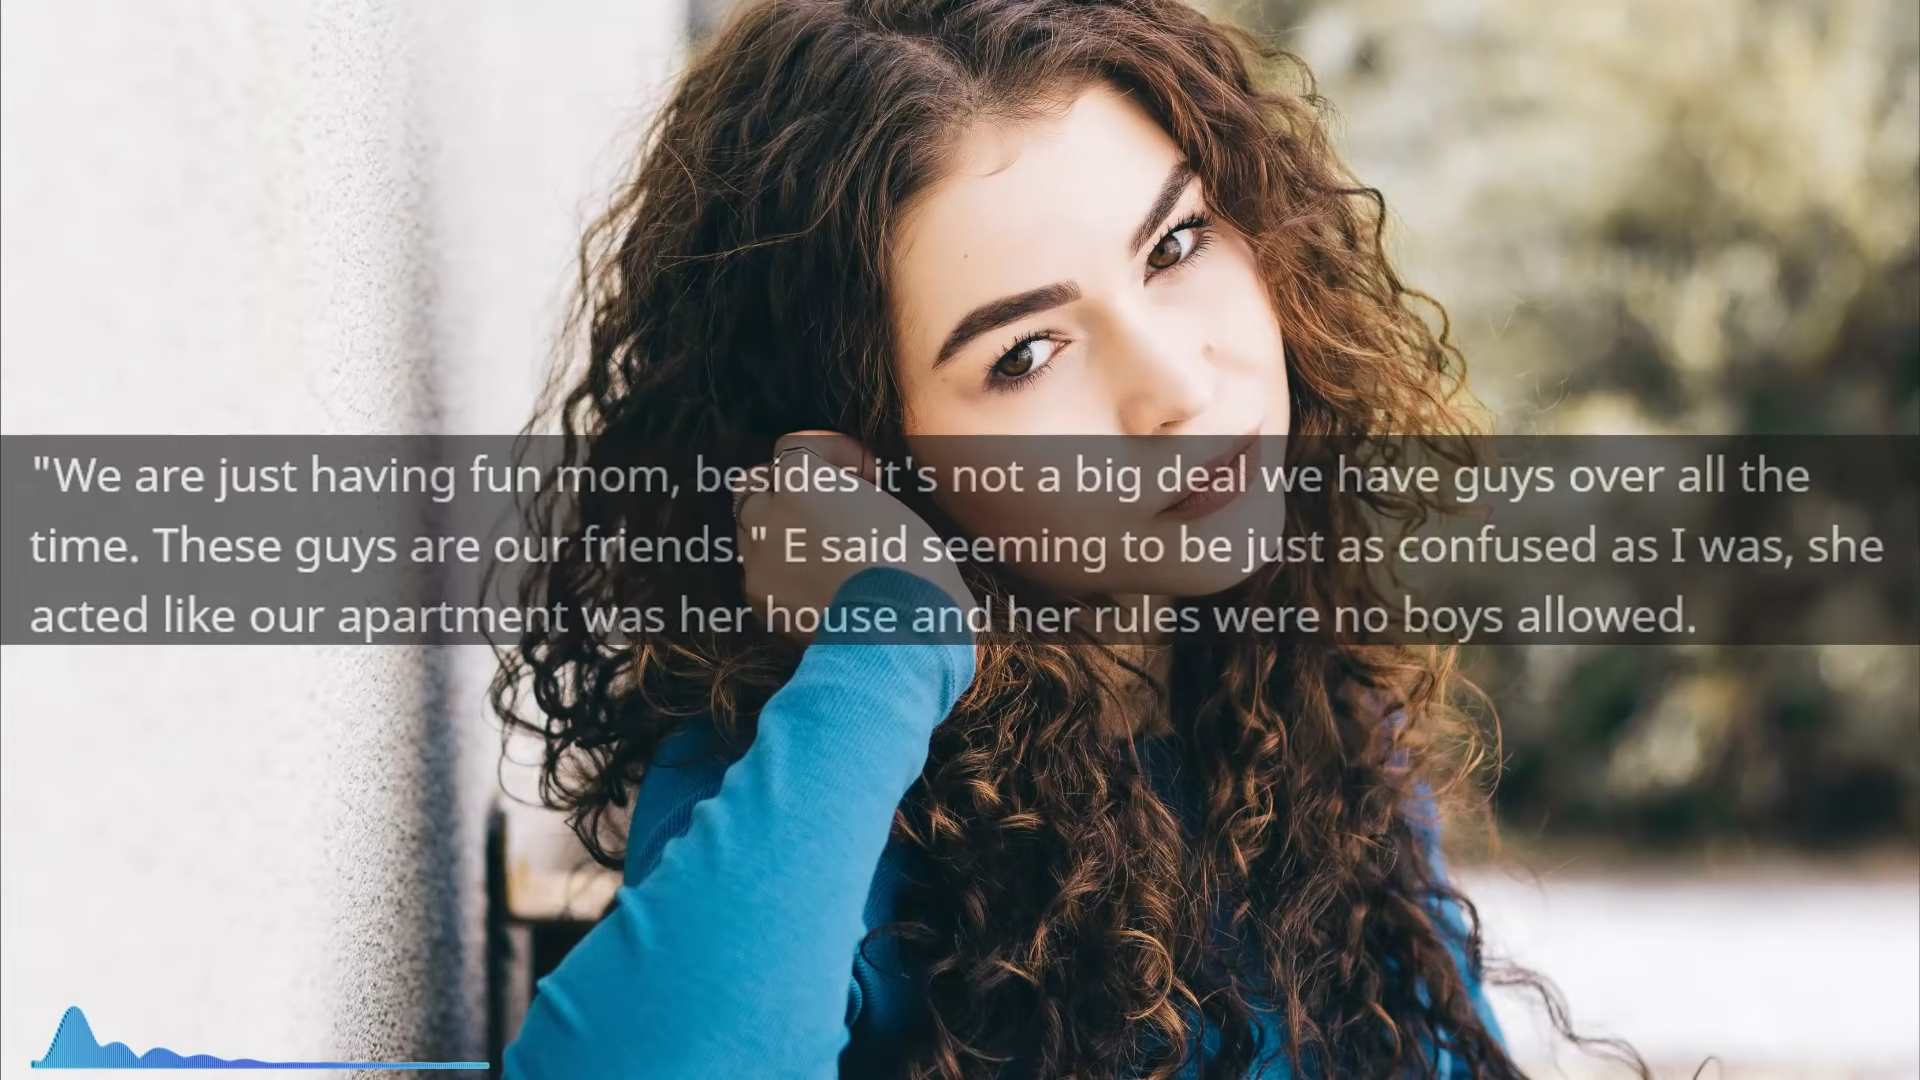 "We are just having fun mom, besides it's not a big deal we have guys over all the
time. These guys are our friends." E said seeming to be just as confused as I was, she
acted like our apartment was her house and her rules were no boys allowed.